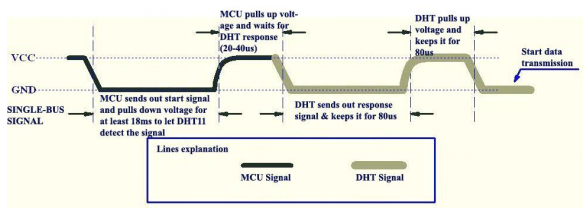 MCU pulls up volt-
age and waits for
DHT response
(20-40us)
DHT pulls up
voltage and
keeps it for
80us
VCC
Start data
transmission
GND
SINGLE-BUS
SIGNAL
MCU sends out start signal
and pulls down voltage for
at least 18ms to let DHT11
detect the signal
DHT sends out response
signal & keeps it for 80us
Lines explanation
MCU Signal
DHT Signal